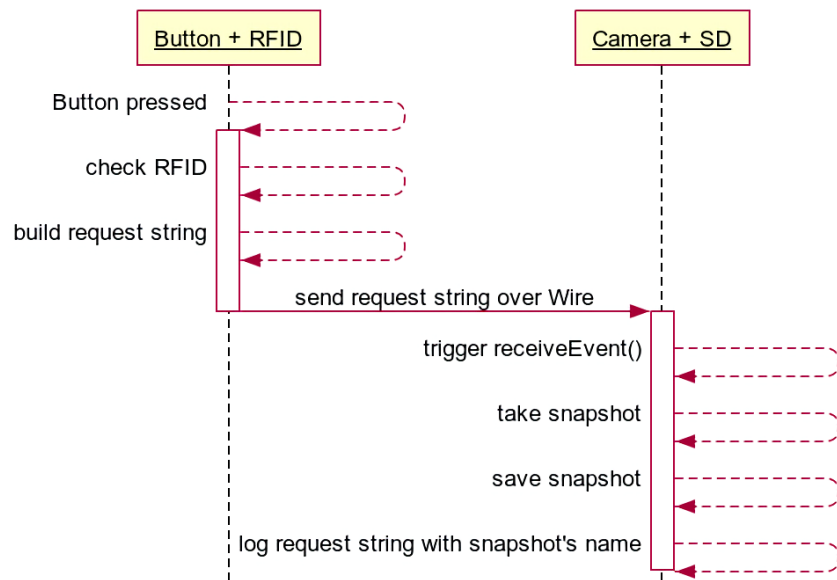 Button + RFID
Camera + SD
Button pressed
check RFID
build request string
send request string over Wire
trigger receiveEvent()
take snapshot
save snapshot
log request string with snapshot's name